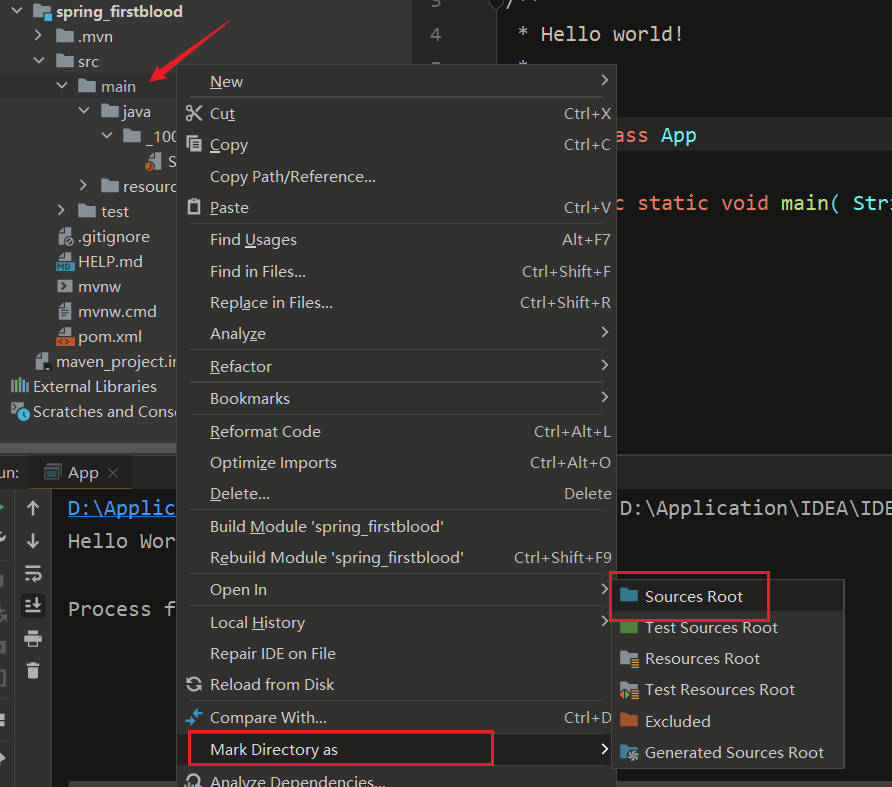 spring_firstblood
.mvn
src
main
java
_100
S
resourc
test
.gitignore
HELP.md
mvnw
mvnw.cmd
pom.xml
maven_project.in
External Libraries
Scratches and Conso
3
4 * Hello world!
*
ass App
c static void main( Stri
New
Cut Ctrl+X
Copy Ctrl+C
Copy Path/Reference...
Paste Ctrl+V
Find Usages Alt+F7
Find in Files... Ctrl+Shift+F
Replace in Files... Ctrl+Shift+R
Analyze
Refactor
Bookmarks
Reformat Code Ctrl+Alt+L
Optimize Imports Ctrl+Alt+O
Delete... Delete
Build Module 'spring_firstblood'
Rebuild Module 'spring_firstblood' Ctrl+Shift+F9
Open In
Local History
Repair IDE on File
Reload from Disk
Compare With... Ctrl+D
Mark Directory as
Analyze Dependencies...
Sources Root
Test Sources Root
Resources Root
Test Resources Root
Excluded
Generated Sources Root
un: App
D:\Applic
D:\Application\IDEA\IDE
Hello Wor
Process f